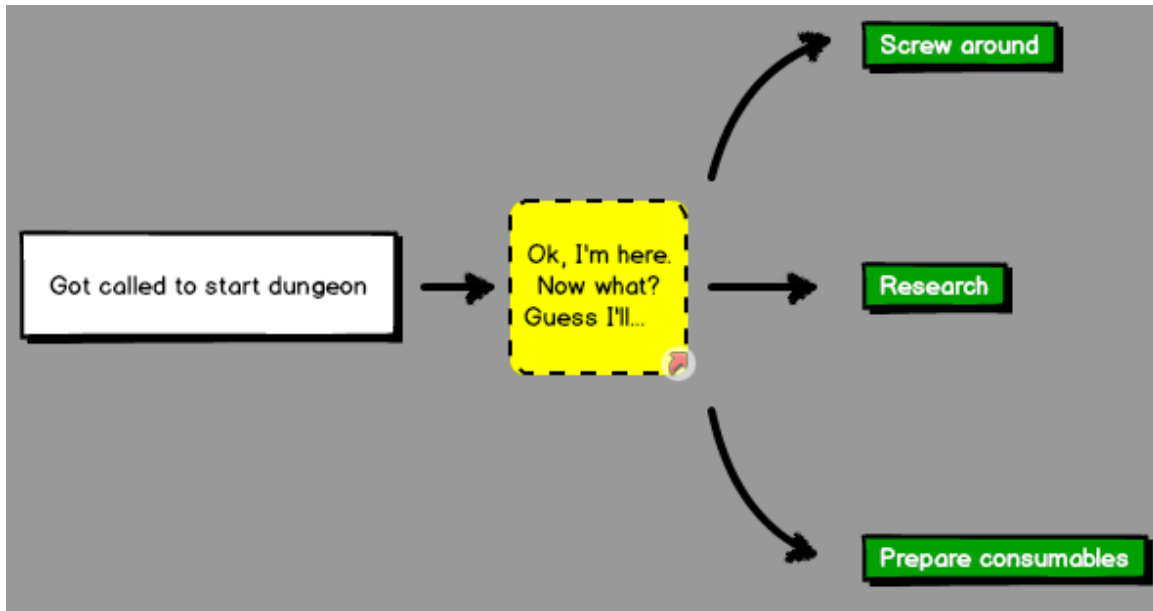 Screw around
Got called to start dungeon
Ok, I'm here.
Now what?
Guess I'll...
Research
Prepare consumables